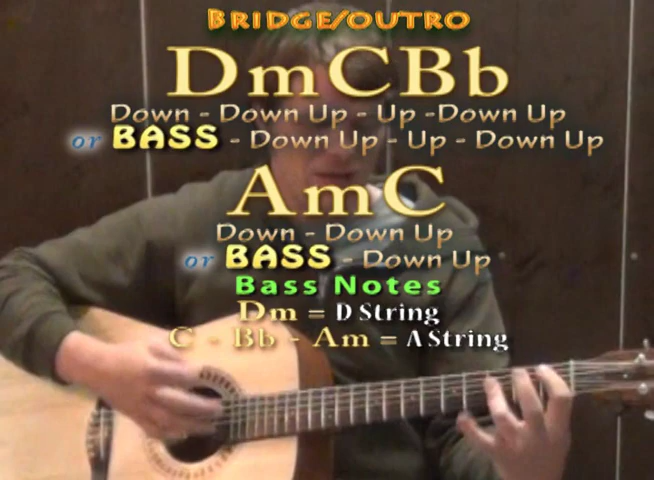 BRIDGE/OUTRO
DmCBb
Down - Down Up - Up -Down Up
or BASS - Down Up - Up - Down Up
AmC
Down - Down Up
or BASS - Down Up
Bass Notes
Dm = D String
C - Bb - Am = A String